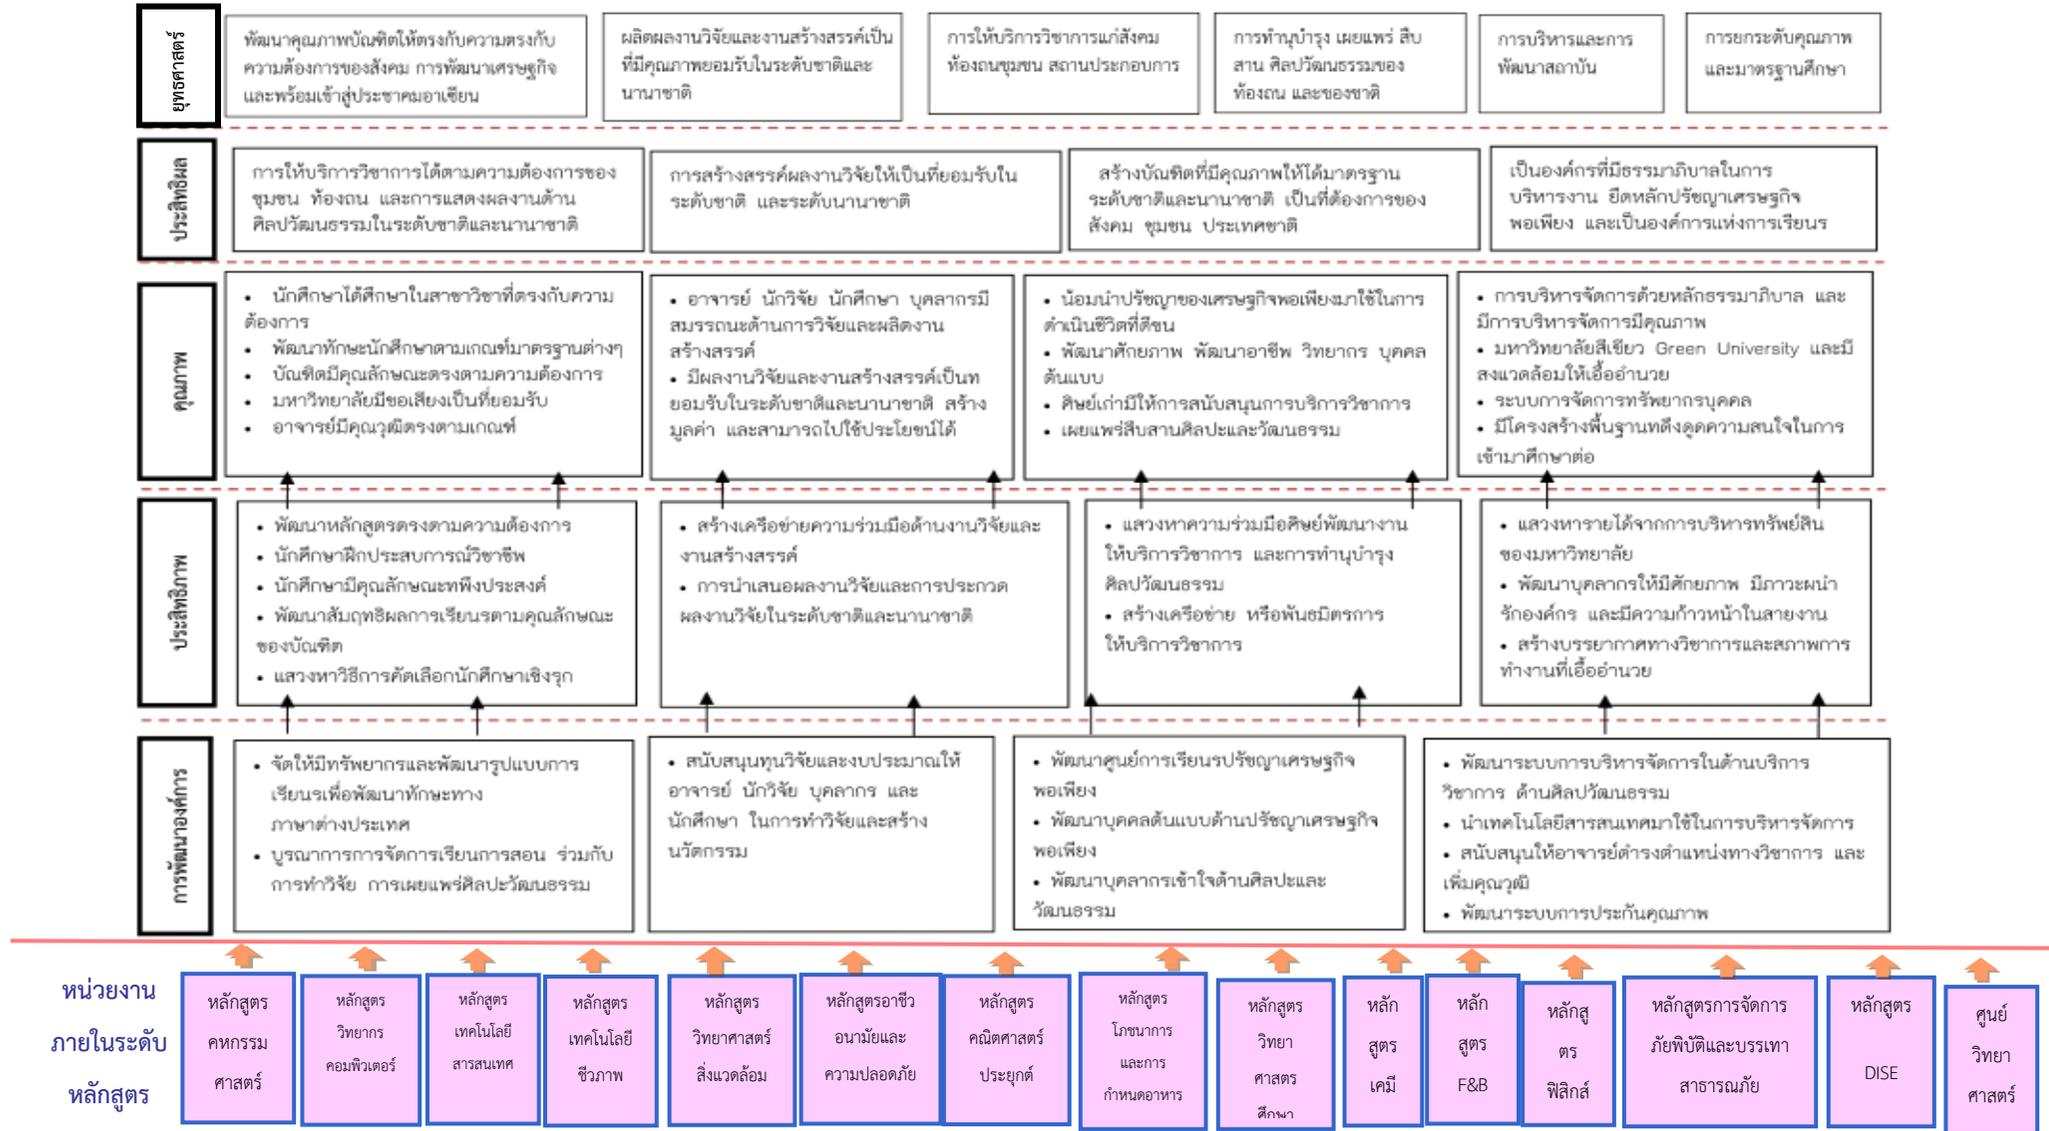 ยุทธศาสตร์
พัฒนาคุณภาพบัณฑิตให้ตรงกับความตรงกับ
ความต้องการของสังคม การพัฒนาเศรษฐกิจ
และพร้อมเข้าสู่ประชาคมอาเซียน
ผลิตผลงานวิจัยและงานสร้างสรรค์เป็น
ที่มีคุณภาพยอมรับในระดับชาติและ
นานาชาติ
การให้บริการวิชาการแก่สังคม
ท้องถนชุมชน สถานประกอบการ
การทำนุบำรุง เผยแพร่ สืบ
สาน ศิลปวัฒนธรรมของ
ท้องถน และของชาติ
การบริหารและการ
พัฒนาสถาบัน
การยกระดับคุณภาพ
และมาตรฐานศึกษา
ประสิทธิผล
การให้บริการวิชาการได้ตามความต้องการของ
ชุมชน ท้องถน และการแสดงผลงานด้าน
ศิลปวัฒนธรรมในระดับชาติและนานาชาติ
การสร้างสรรค์ผลงานวิจัยให้เป็นที่ยอมรับใน
ระดับชาติ และระดับนานาชาติ
สร้างบัณฑิตที่มีคุณภาพให้ได้มาตรฐาน
ระดับชาติและนานาชาติ เป็นที่ต้องการของ
สังคม ชุมชน ประเทศชาติ
เป็นองค์กรที่มีธรรมาภิบาลในการ
บริหารงาน ยึดหลักปรัชญาเศรษฐกิจ
พอเพียง และเป็นองค์การแห่งการเรียนร
คุณภาพ
• นักศึกษาได้ศึกษาในสาขาวิชาที่ตรงกับความ
ต้องการ
• พัฒนาทักษะนักศึกษาตามเกณฑ์มาตรฐานต่างๆ
• บัณฑิตมีคุณลักษณะตรงตามความต้องการ
• มหาวิทยาลัยมีขอเสียงเป็นที่ยอมรับ
• อาจารย์มีคุณวุฒิตรงตามเกณฑ์
• อาจารย์ นักวิจัย นักศึกษา บุคลากรมี
สมรรถนะด้านการวิจัยและผลิตงาน
สร้างสรรค์
• มีผลงานวิจัยและงานสร้างสรรค์เป็นท
ยอมรับในระดับชาติและนานาชาติ สร้าง
มูลค่า และสามารถไปใช้ประโยชน์ได้
• น้อมนำปรัชญาของเศรษฐกิจพอเพียงมาใช้ในการ
ดำเนินชีวิตที่ดีขน
• พัฒนาศักยภาพ พัฒนาอาชีพ วิทยากร บุคคล
ต้นแบบ
• ศิษย์เก่ามีให้การสนับสนุนการบริการวิชาการ
• เผยแพร่สืบสานศิลปะและวัฒนธรรม
• การบริหารจัดการด้วยหลักธรรมาภิบาล และ
มีการบริหารจัดการมีคุณภาพ
• มหาวิทยาลัยสีเขียว Green University และมี
สงแวดล้อมให้เอื้ออำนวย
• ระบบการจัดการทรัพยากรบุคคล
• มีโครงสร้างพื้นฐานทดึงดูดความสนใจในการ
เข้ามาศึกษาต่อ
ประสิทธิภาพ
• พัฒนาหลักสูตรตรงตามความต้องการ
• นักศึกษาฝึกประสบการณ์วิชาชีพ
• นักศึกษามีคุณลักษณะทพึงประสงค์
• พัฒนาสัมฤทธิผลการเรียนรตามคุณลักษณะ
ของบัณฑิต
• แสวงหาวิธีการคัดเลือกนักศึกษาเชิงรุก
• สร้างเครือข่ายความร่วมมือด้านงานวิจัยและ
งานสร้างสรรค์
• การนำเสนอผลงานวิจัยและการประกวด
ผลงานวิจัยในระดับชาติและนานาชาติ
• แสวงหาความร่วมมือศิษย์พัฒนางาน
ให้บริการวิชาการ และการทำนุบำรุง
ศิลปวัฒนธรรม
• สร้างเครือข่าย หรือพันธมิตรการ
ให้บริการวิชาการ
• แสวงหารายได้จากการบริหารทรัพย์สิน
ของมหาวิทยาลัย
• พัฒนาบุคลากรให้มีศักยภาพ มีภาวะผนำ
รักองค์กร และมีความก้าวหน้าในสายงาน
• สร้างบรรยากาศทางวิชาการและสภาพการ
ทำงานที่เอื้ออำนวย
การพัฒนาองค์การ
• จัดให้มีทรัพยากรและพัฒนารูปแบบการ
เรียนรเพื่อพัฒนาทักษะทาง
ภาษาต่างประเทศ
• บูรณาการการจัดการเรียนการสอน ร่วมกับ
การทำวิจัย การเผยแพร่ศิลปะวัฒนธรรม
• สนับสนุนทุนวิจัยและงบประมาณให้
อาจารย์ นักวิจัย บุคลากร และ
นักศึกษา ในการทำวิจัยและสร้าง
นวัตกรรม
• พัฒนาศูนย์การเรียนรปรัชญาเศรษฐกิจ
พอเพียง
• พัฒนาบุคคลต้นแบบด้านปรัชญาเศรษฐกิจ
พอเพียง
• พัฒนาบุคลากรเข้าใจด้านศิลปะและ
วัฒนธรรม
• พัฒนาระบบการบริหารจัดการในด้านบริการ
วิชาการ ด้านศิลปวัฒนธรรม
• นำเทคโนโลยีสารสนเทศมาใช้ในการบริหารจัดการ
• สนับสนุนให้อาจารย์ดำรงตำแหน่งทางวิชาการ และ
เพิ่มคุณวุฒิ
• พัฒนาระบบการประกันคุณภาพ
หน่วยงาน
ภายในระดับ
หลักสูตร
หลักสูตร
คหกรรม
ศาสตร์
หลักสูตร
วิทยาการ
คอมพิวเตอร์
หลักสูตร
เทคโนโลยี
สารสนเทศ
หลักสูตร
เทคโนโลยี
ชีวภาพ
หลักสูตร
วิทยาศาสตร์
สิ่งแวดล้อม
หลักสูตรอาชีว
อนามัยและ
ความปลอดภัย
หลักสูตร
คณิตศาสตร์
ประยุกต์
หลักสูตร
โภชนาการ
และการ
กำหนดอาหาร
หลักสูตร
วิทยา
ศาสตร
ศึกษา
หลัก
สูตร
เคมี
หลัก
สูตร
F&B
หลักสู
ตร
ฟิสิกส์
หลักสูตรการจัดการ
ภัยพิบัติและบรรเทา
สาธารณภัย
หลักสูตร
DISE
ศูนย์
วิทยา
ศาสตร์